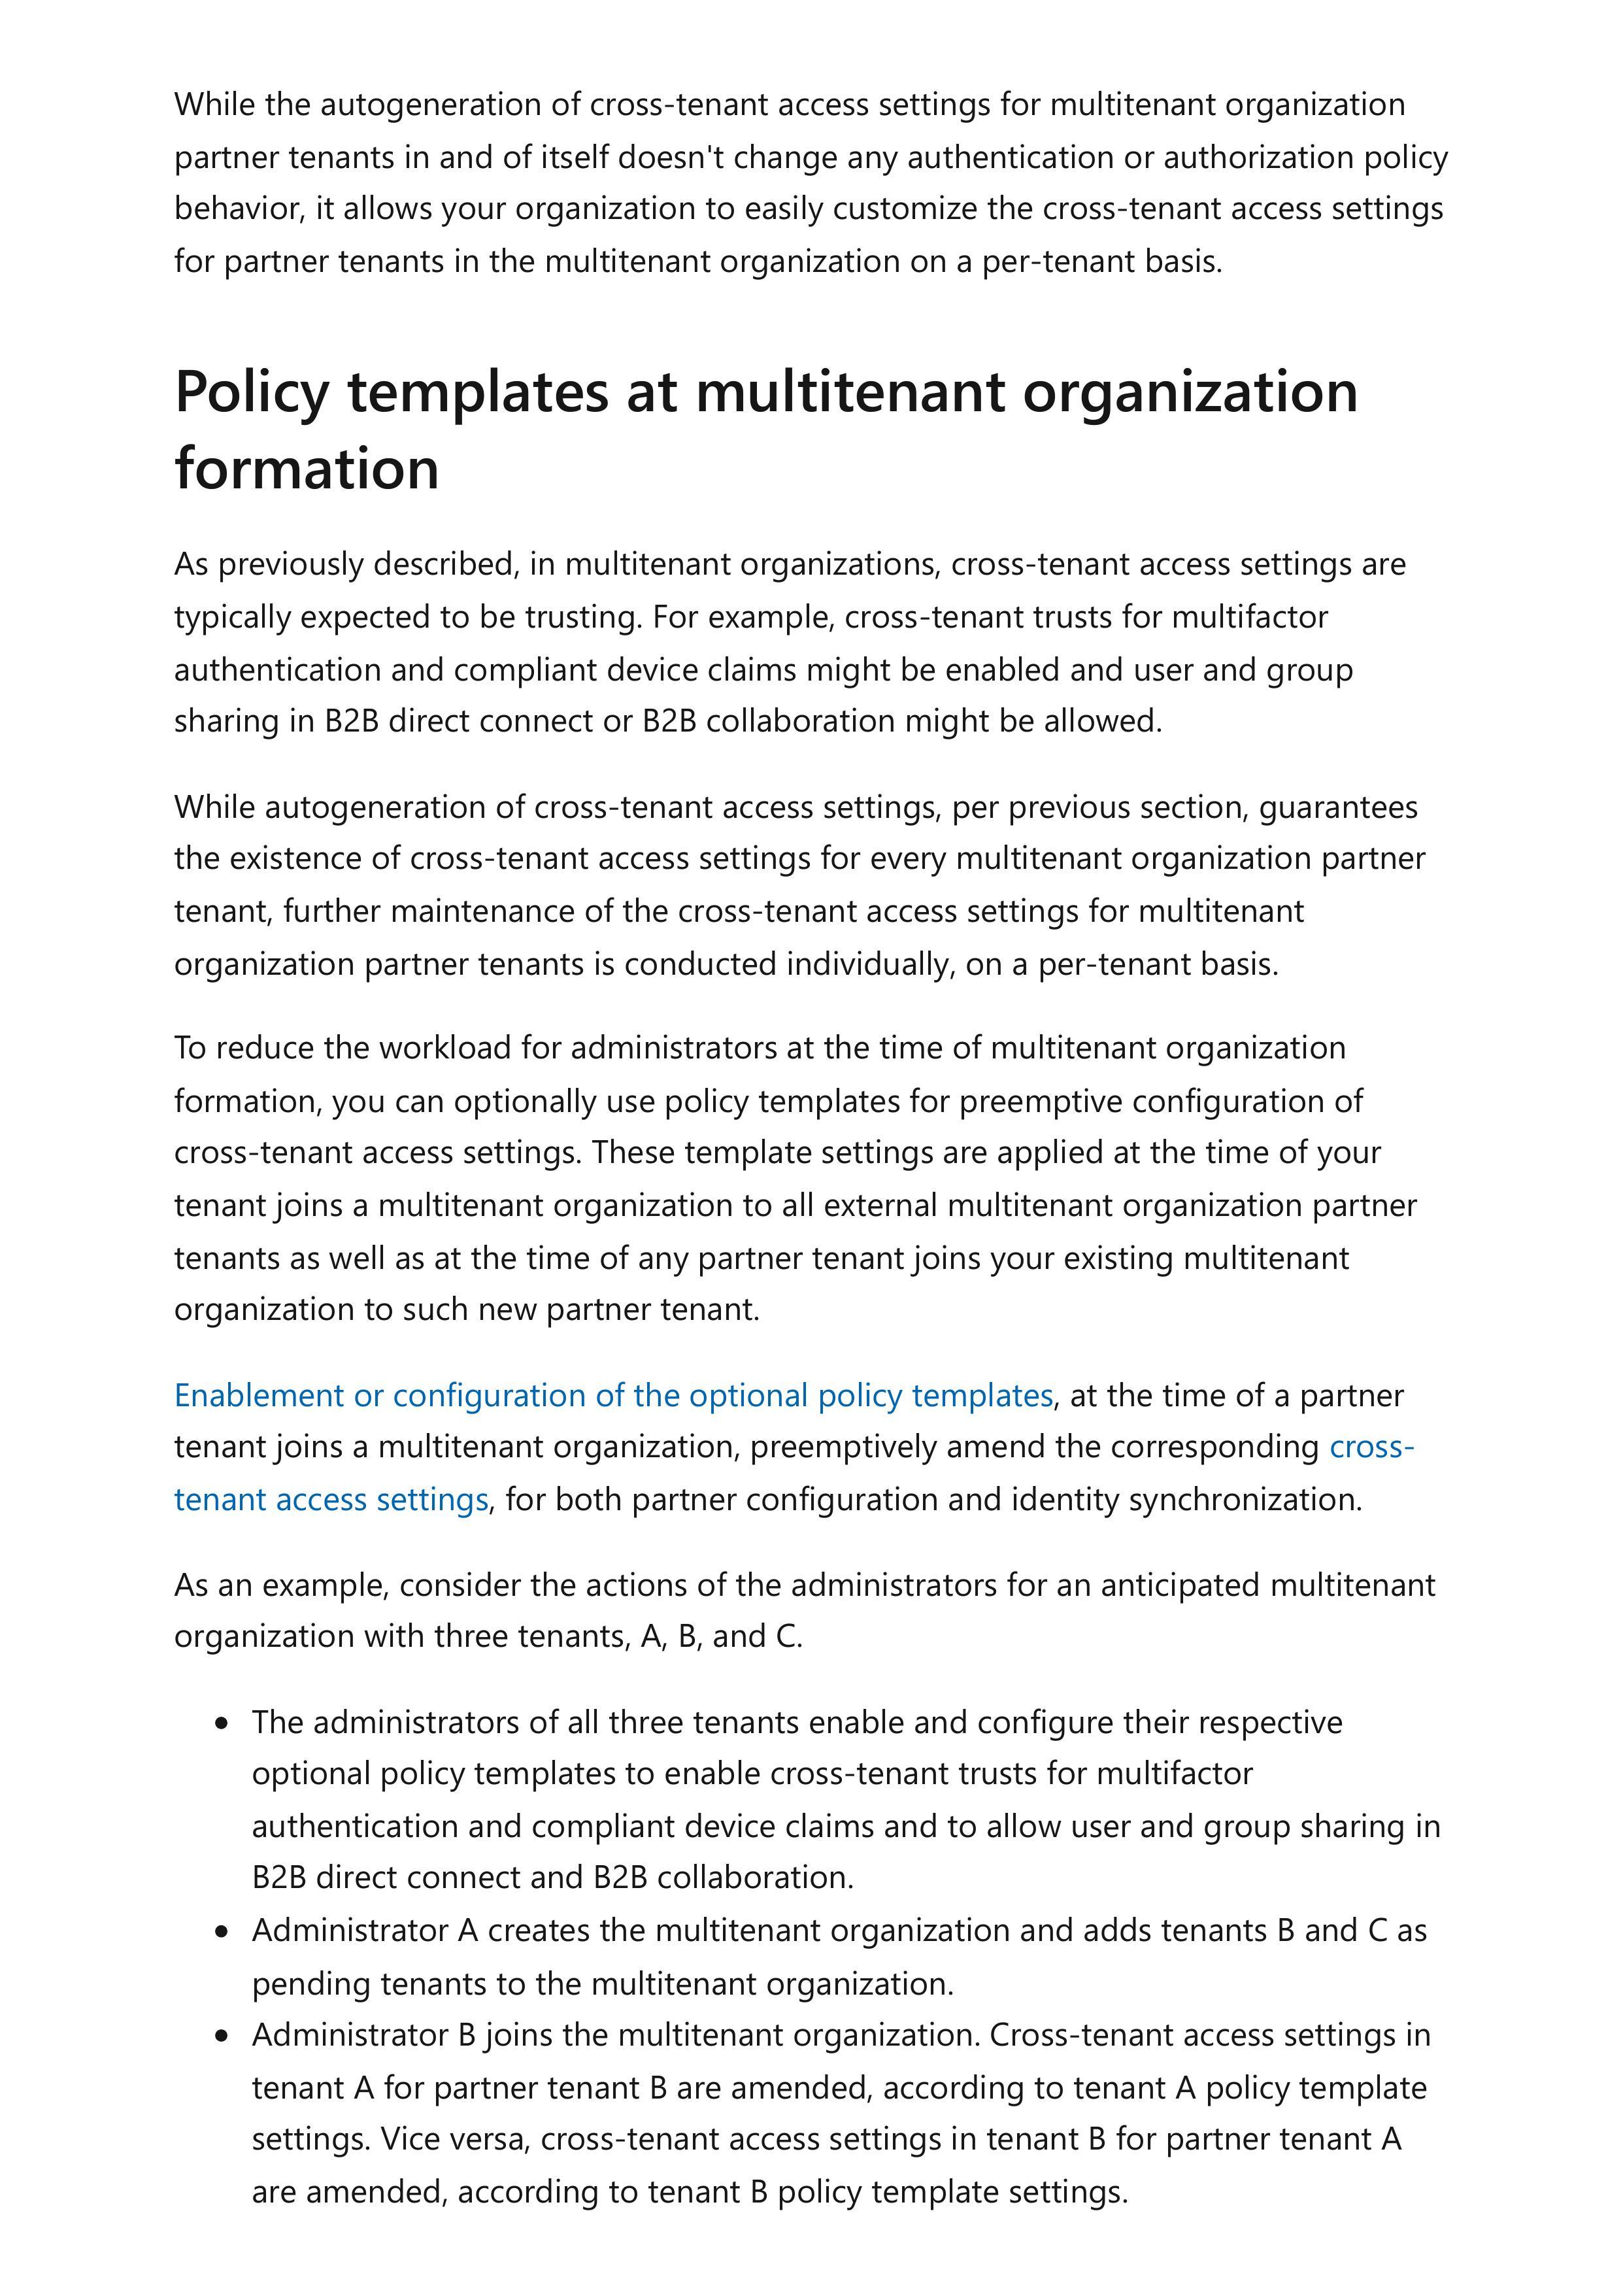 While the autogeneration of cross-tenant access settings for multitenant organization
partner tenants in and of itself doesn't change any authentication or authorization policy
behavior, it allows your organization to easily customize the cross-tenant access settings
for partner tenants in the multitenant organization on a per-tenant basis.
Policy templates at multitenant organization
formation
As previously described, in multitenant organizations, cross-tenant access settings are
typically expected to be trusting. For example, cross-tenant trusts for multifactor
authentication and compliant device claims might be enabled and user and group
sharing in B2B direct connect or B2B collaboration might be allowed.
While autogeneration of cross-tenant access settings, per previous section, guarantees
the existence of cross-tenant access settings for every multitenant organization partner
tenant, further maintenance of the cross-tenant access settings for multitenant
organization partner tenants is conducted individually, on a per-tenant basis.
To reduce the workload for administrators at the time of multitenant organization
formation, you can optionally use policy templates for preemptive configuration of
cross-tenant access settings. These template settings are applied at the time of your
tenant joins a multitenant organization to all external multitenant organization partner
tenants as well as at the time of any partner tenant joins your existing multitenant
organization to such new partner tenant.
Enablement or configuration of the optional policy templates, at the time of a partner
tenant joins a multitenant organization, preemptively amend the corresponding cross-
tenant access settings, for both partner configuration and identity synchronization.
As an example, consider the actions of the administrators for an anticipated multitenant
organization with three tenants, A, B, and C.
• The administrators of all three tenants enable and configure their respective
optional policy templates to enable cross-tenant trusts for multifactor
authentication and compliant device claims and to allow user and group sharing in
B2B direct connect and B2B collaboration.
• Administrator A creates the multitenant organization and adds tenants B and C as
pending tenants to the multitenant organization.
• Administrator B joins the multitenant organization. Cross-tenant access settings in
tenant A for partner tenant B are amended, according to tenant A policy template
settings. Vice versa, cross-tenant access settings in tenant B for partner tenant A
are amended, according to tenant B policy template settings.